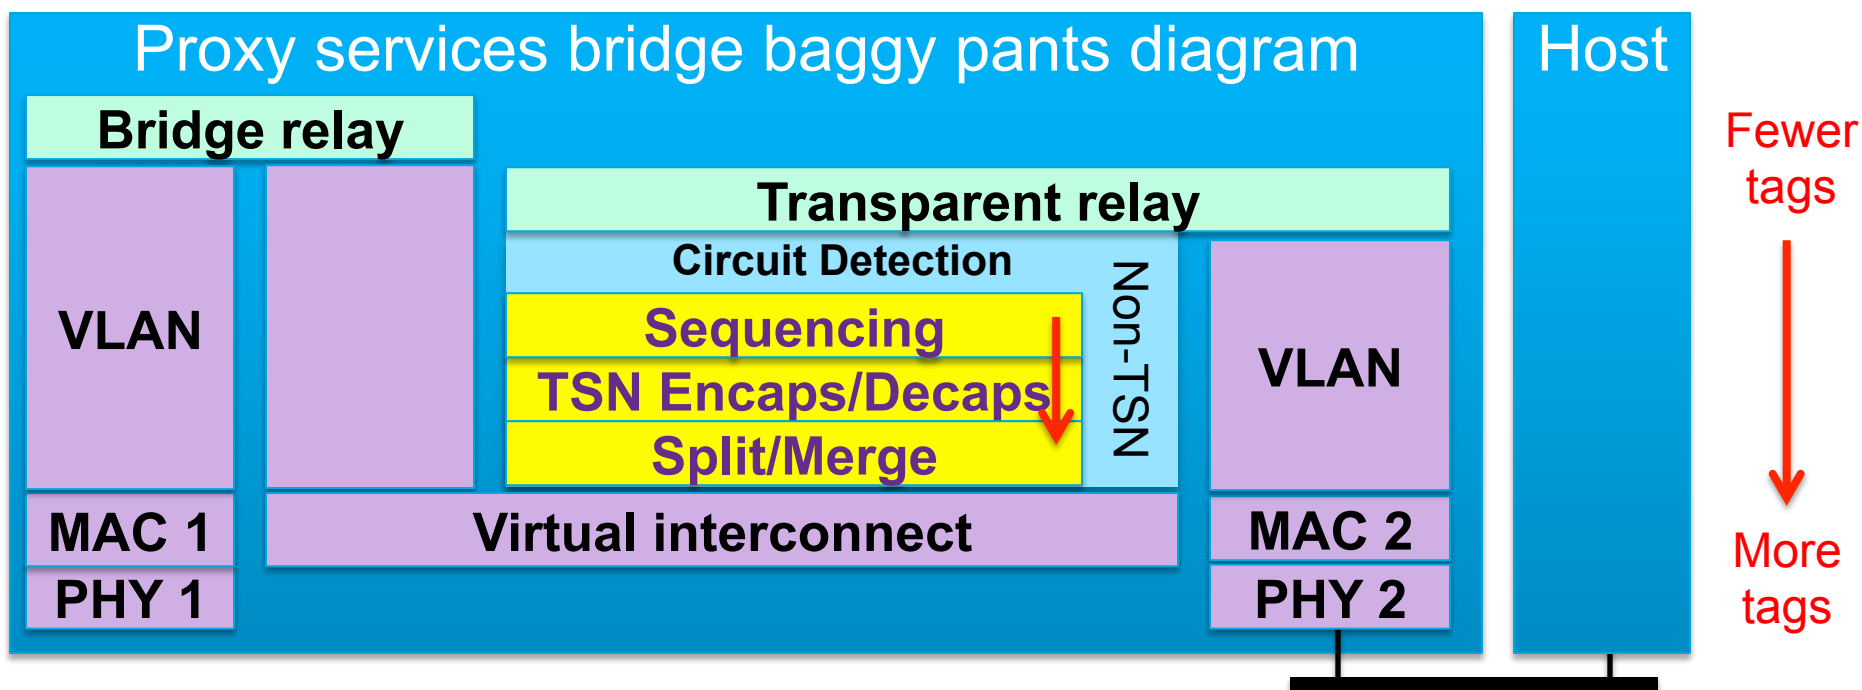 Proxy services bridge baggy pants diagram
Host
Bridge relay
Fewer
tags
Transparent relay
Circuit Detection
Non-TSN
VLAN
Sequencing
TSN Encaps/Decaps
Split/Merge
VLAN
MAC 1
Virtual interconnect
MAC 2
More
tags
PHY 1
PHY 2